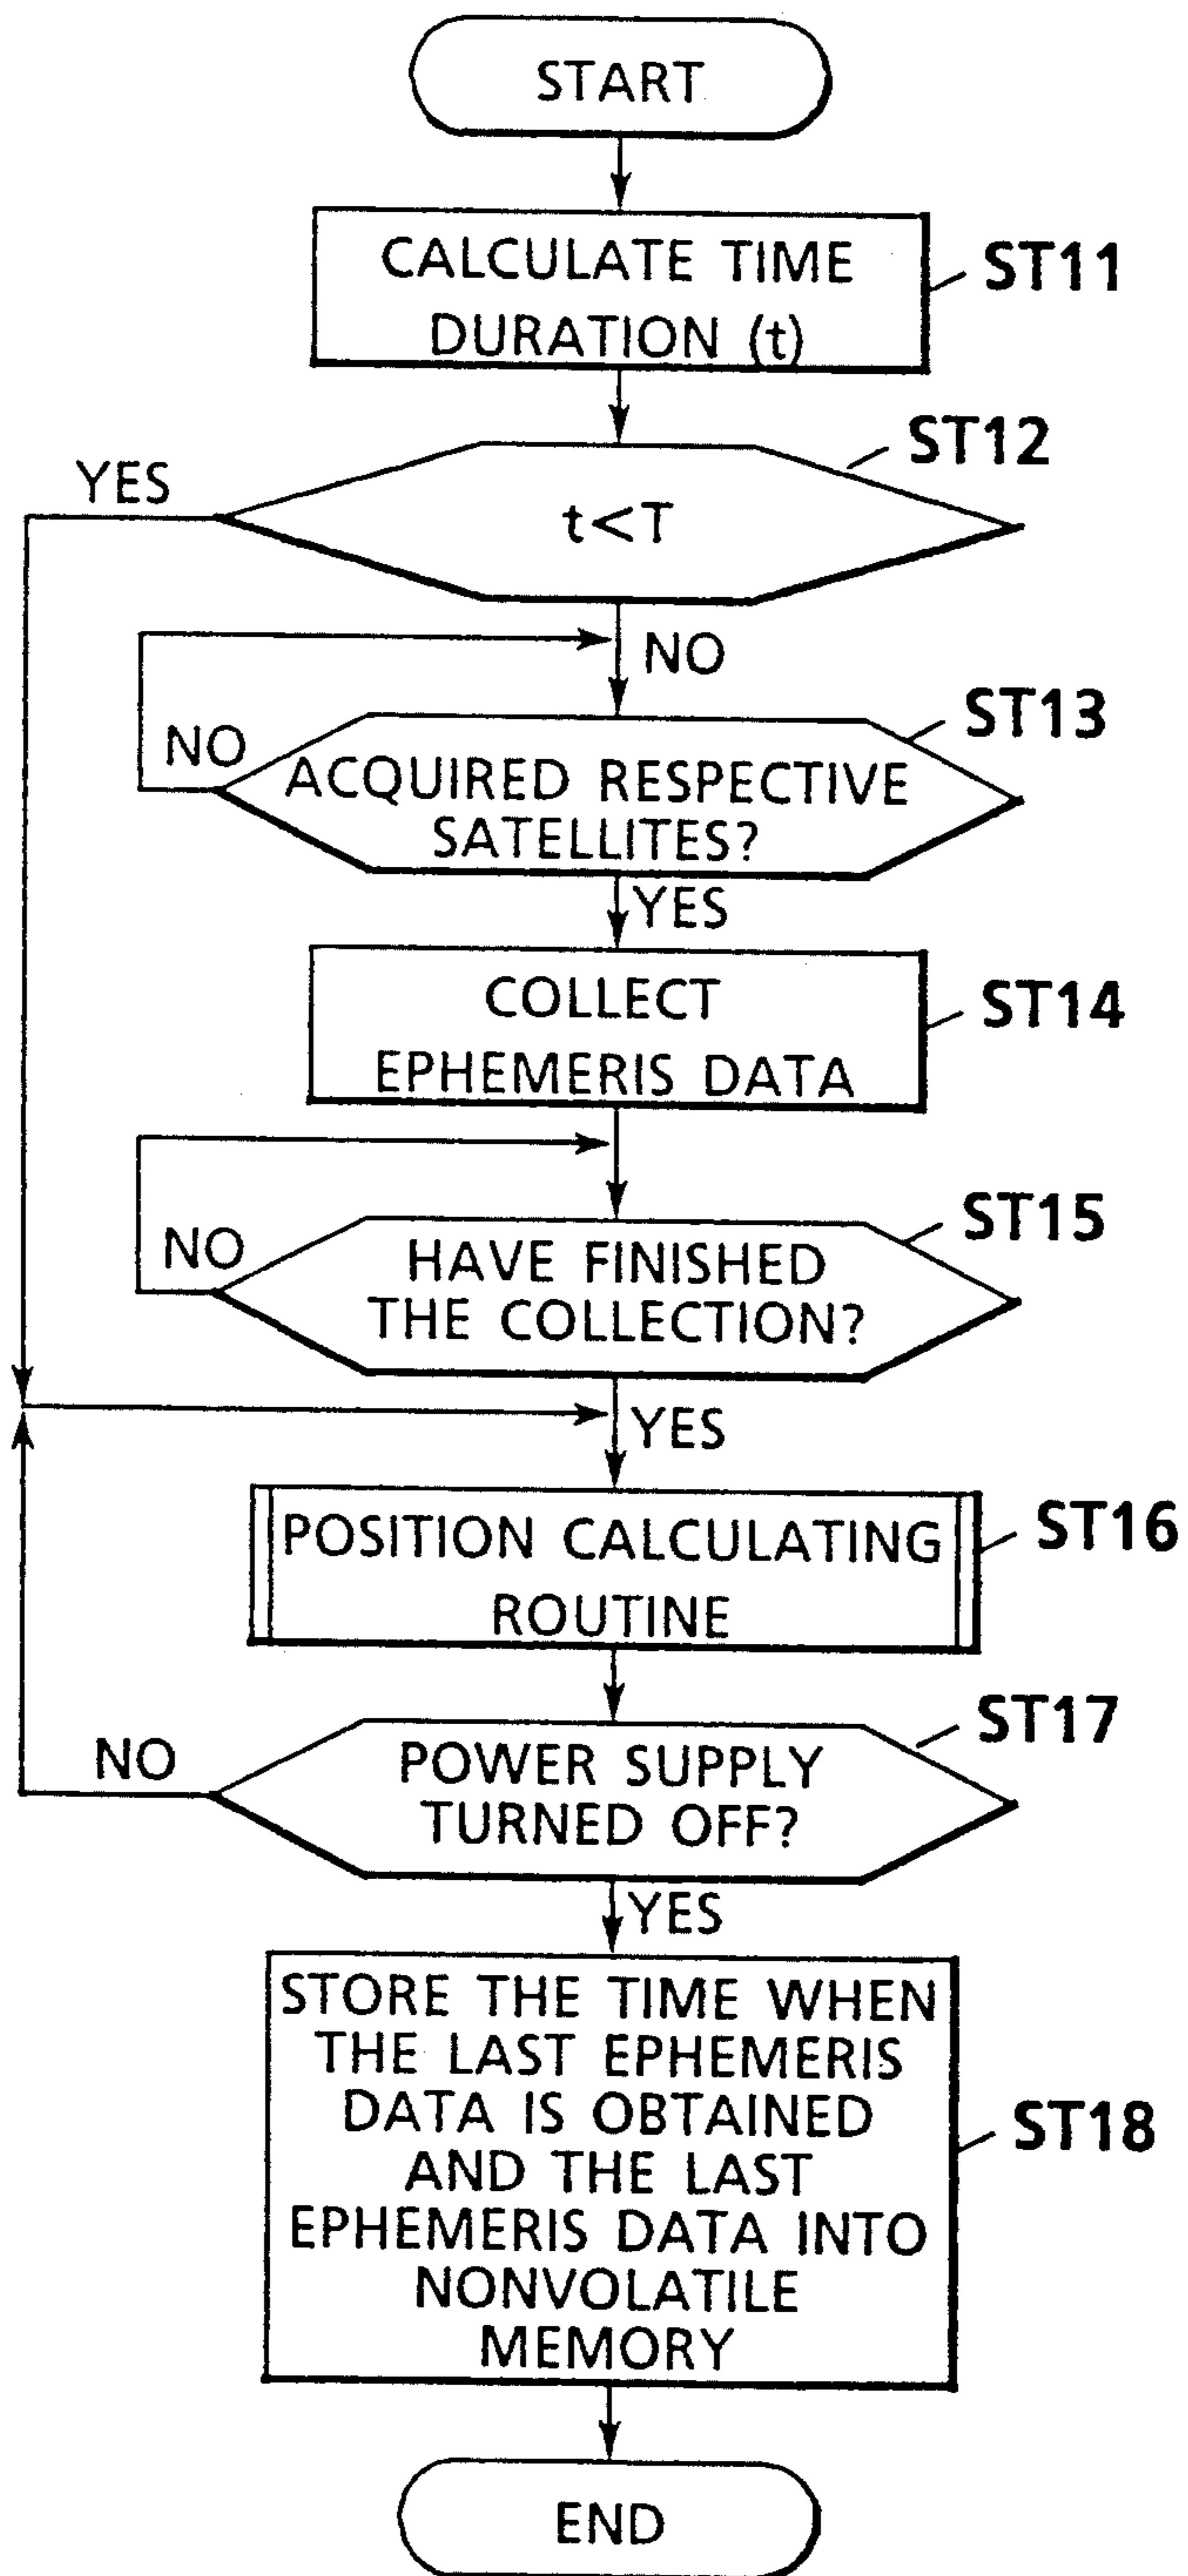 START
CALCULATE TIME
DURATION (t)
ST11
ST12
YES
t<T
NO
ST13
NO
ACQUIRED RESPECTIVE
SATELLITES?
YES
COLLECT
EPHEMERIS DATA
ST14
ST15
NO
HAVE FINISHED
THE COLLECTION?
YES
POSITION CALCULATING
ROUTINE
ST16
ST17
NO
POWER SUPPLY
TURNED OFF?
YES
STORE THE TIME WHEN
THE LAST EPHEMERIS
DATA IS OBTAINED
AND THE LAST
EPHEMERIS DATA INTO
NONVOLATILE
MEMORY
ST18
END